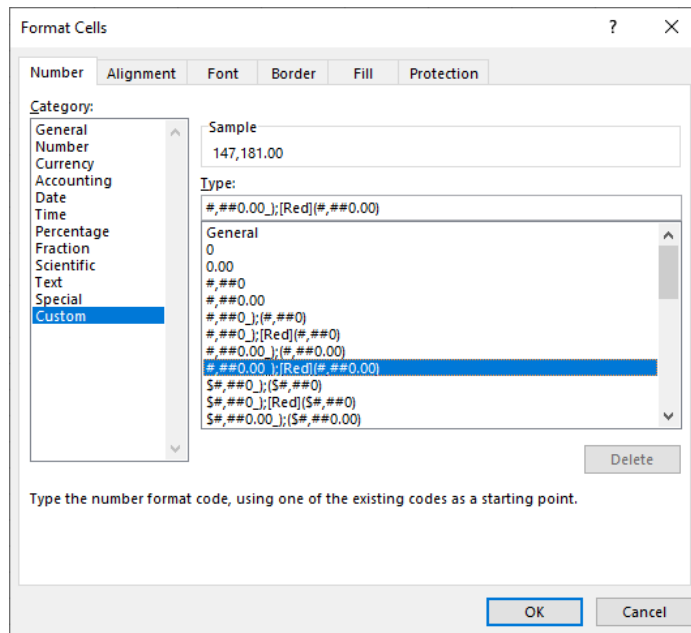 Format Cells ? ×
Number Alignment Font Border Fill Protection
Category:
General
Number
Currency
Accounting
Date
Time
Percentage
Fraction
Scientific
Text
Special
Custom
Sample
147,181.00
Type:
#,##0.00_);[Red](#,##0.00)
General
0
0.00
#,##0
#,##0.00
#,##0_);(#,##0)
#,##0_);[Red](#,##0)
#,##0.00_);(#,##0.00)
#,##0.00_);[Red](#,##0.00)
$#,##0_);($#,##0)
$#,##0_);[Red]($#,##0)
$#,##0.00_);($#,##0.00)
Delete
Type the number format code, using one of the existing codes as a starting point.
OK Cancel